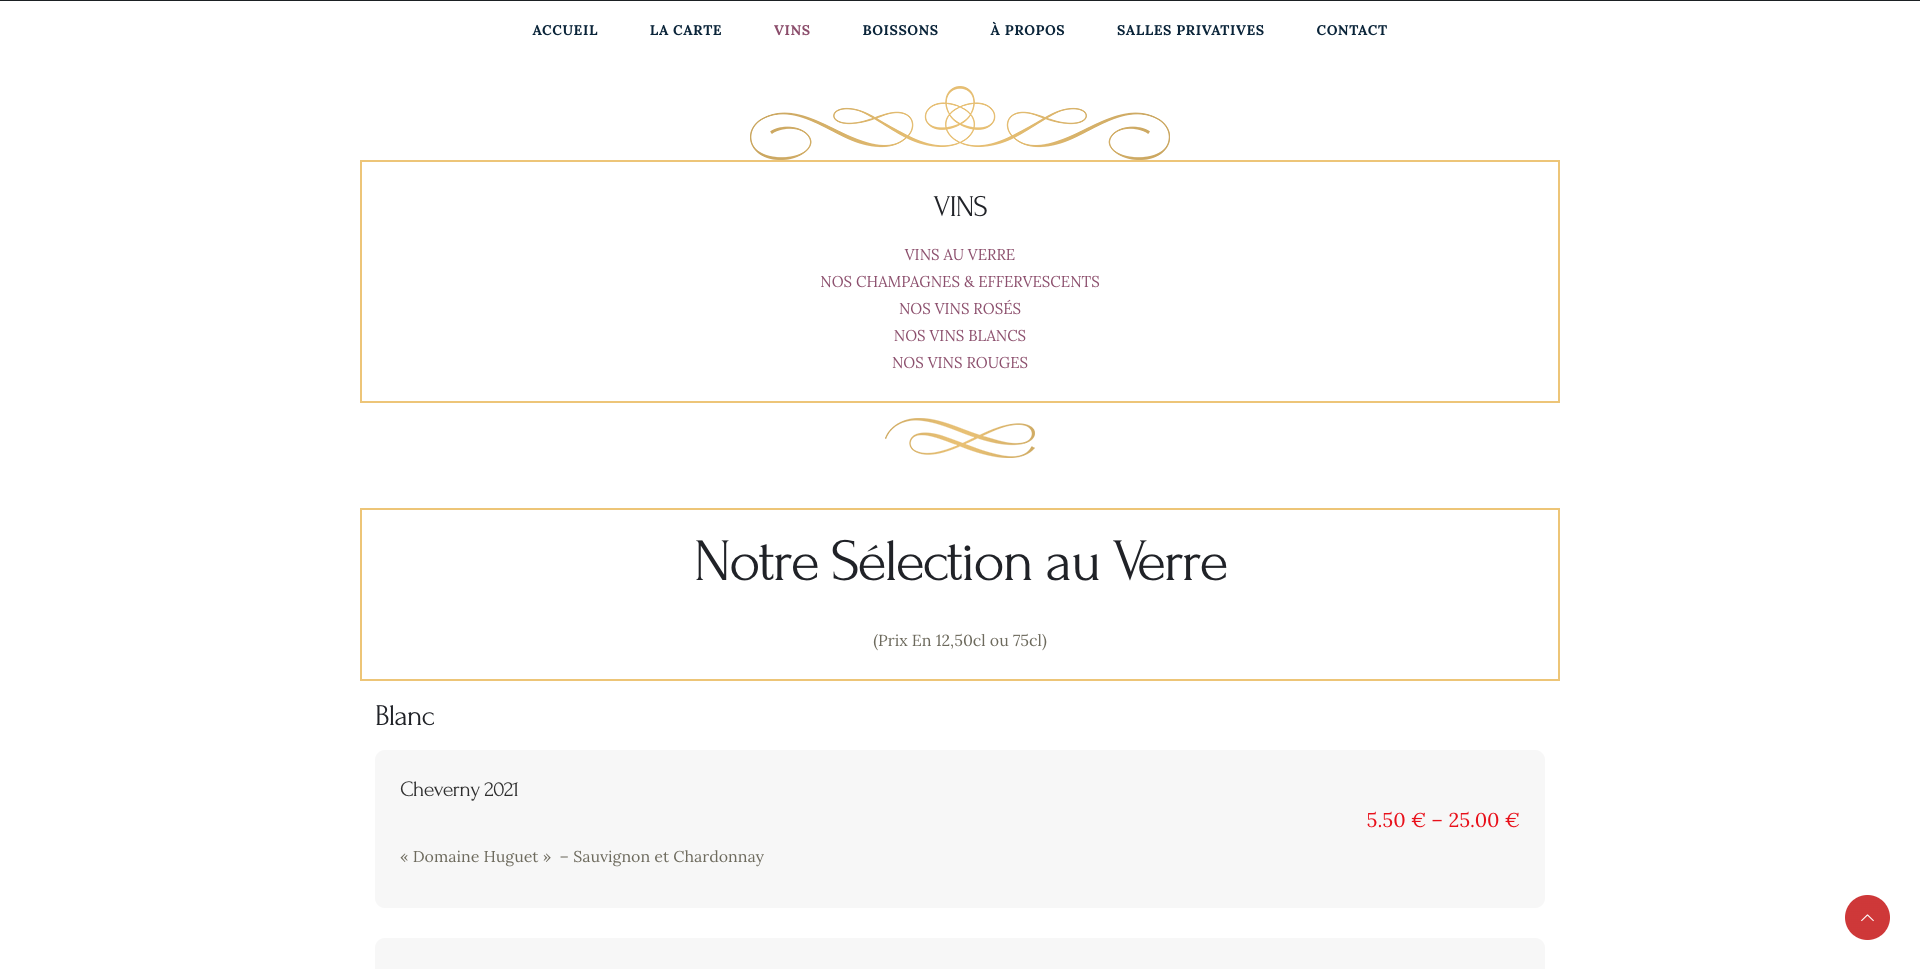 ACCUEIL LA CARTE VINS BOISSONS À PROPOS SALLES PRIVATIVES CONTACT
VINS
VINS AU VERRE
NOS CHAMPAGNES & EFFERVESCENTS
NOS VINS ROSÉS
NOS VINS BLANCS
NOS VINS ROUGES
Notre Sélection au Verre
(Prix En 12,50cl ou 75cl)
Blanc
Cheverny 2021
5.50 € – 25.00 €
« Domaine Huguet »  – Sauvignon et Chardonnay